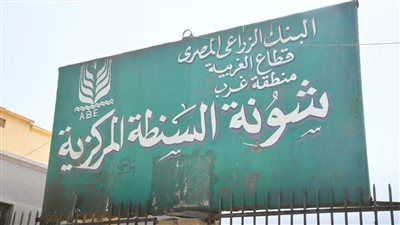 البنك الزراعى المصرى
قطاع الغربية
منطقة غرب
شونة السنطة المركزية
ABE